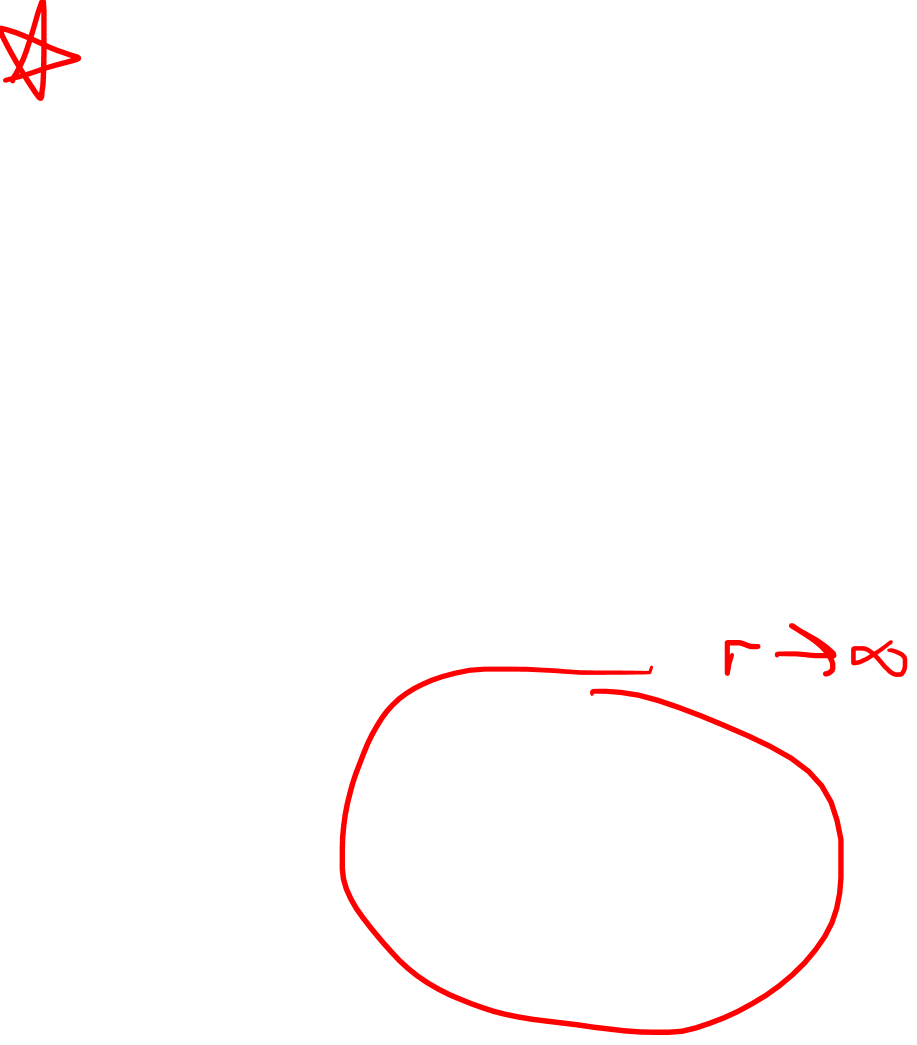 r → ∞